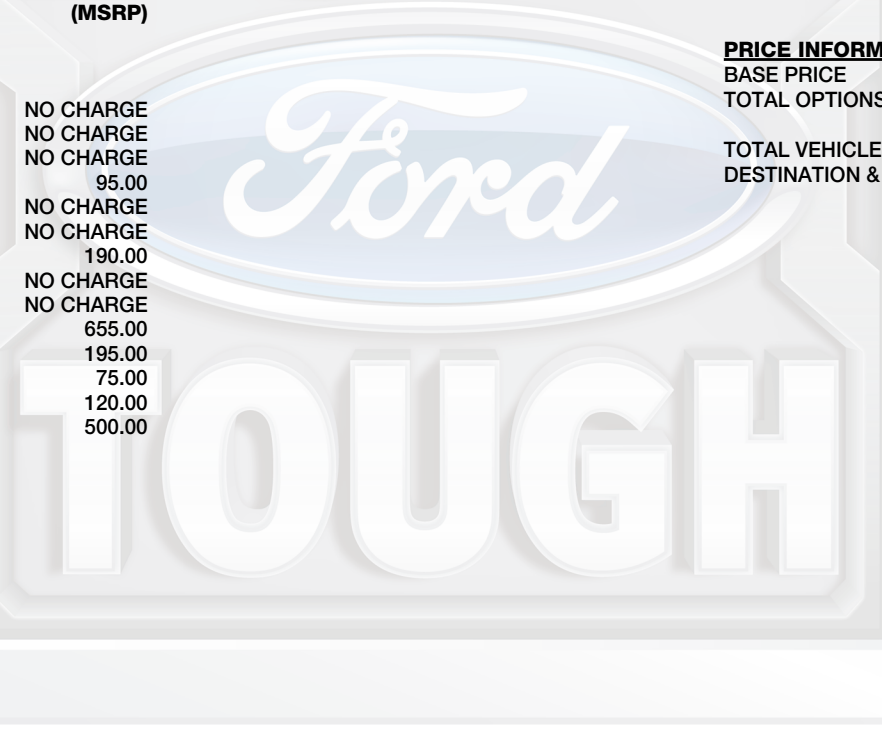 (MSRP)
NO CHARGE
NO CHARGE
NO CHARGE
95.00
NO CHARGE
NO CHARGE
190.00
NO CHARGE
NO CHARGE
655.00
195.00
75.00
120.00
500.00
PRICE INFORM
BASE PRICE
TOTAL OPTIONS
TOTAL VEHICLE
DESTINATION &
Ford
TOUGH